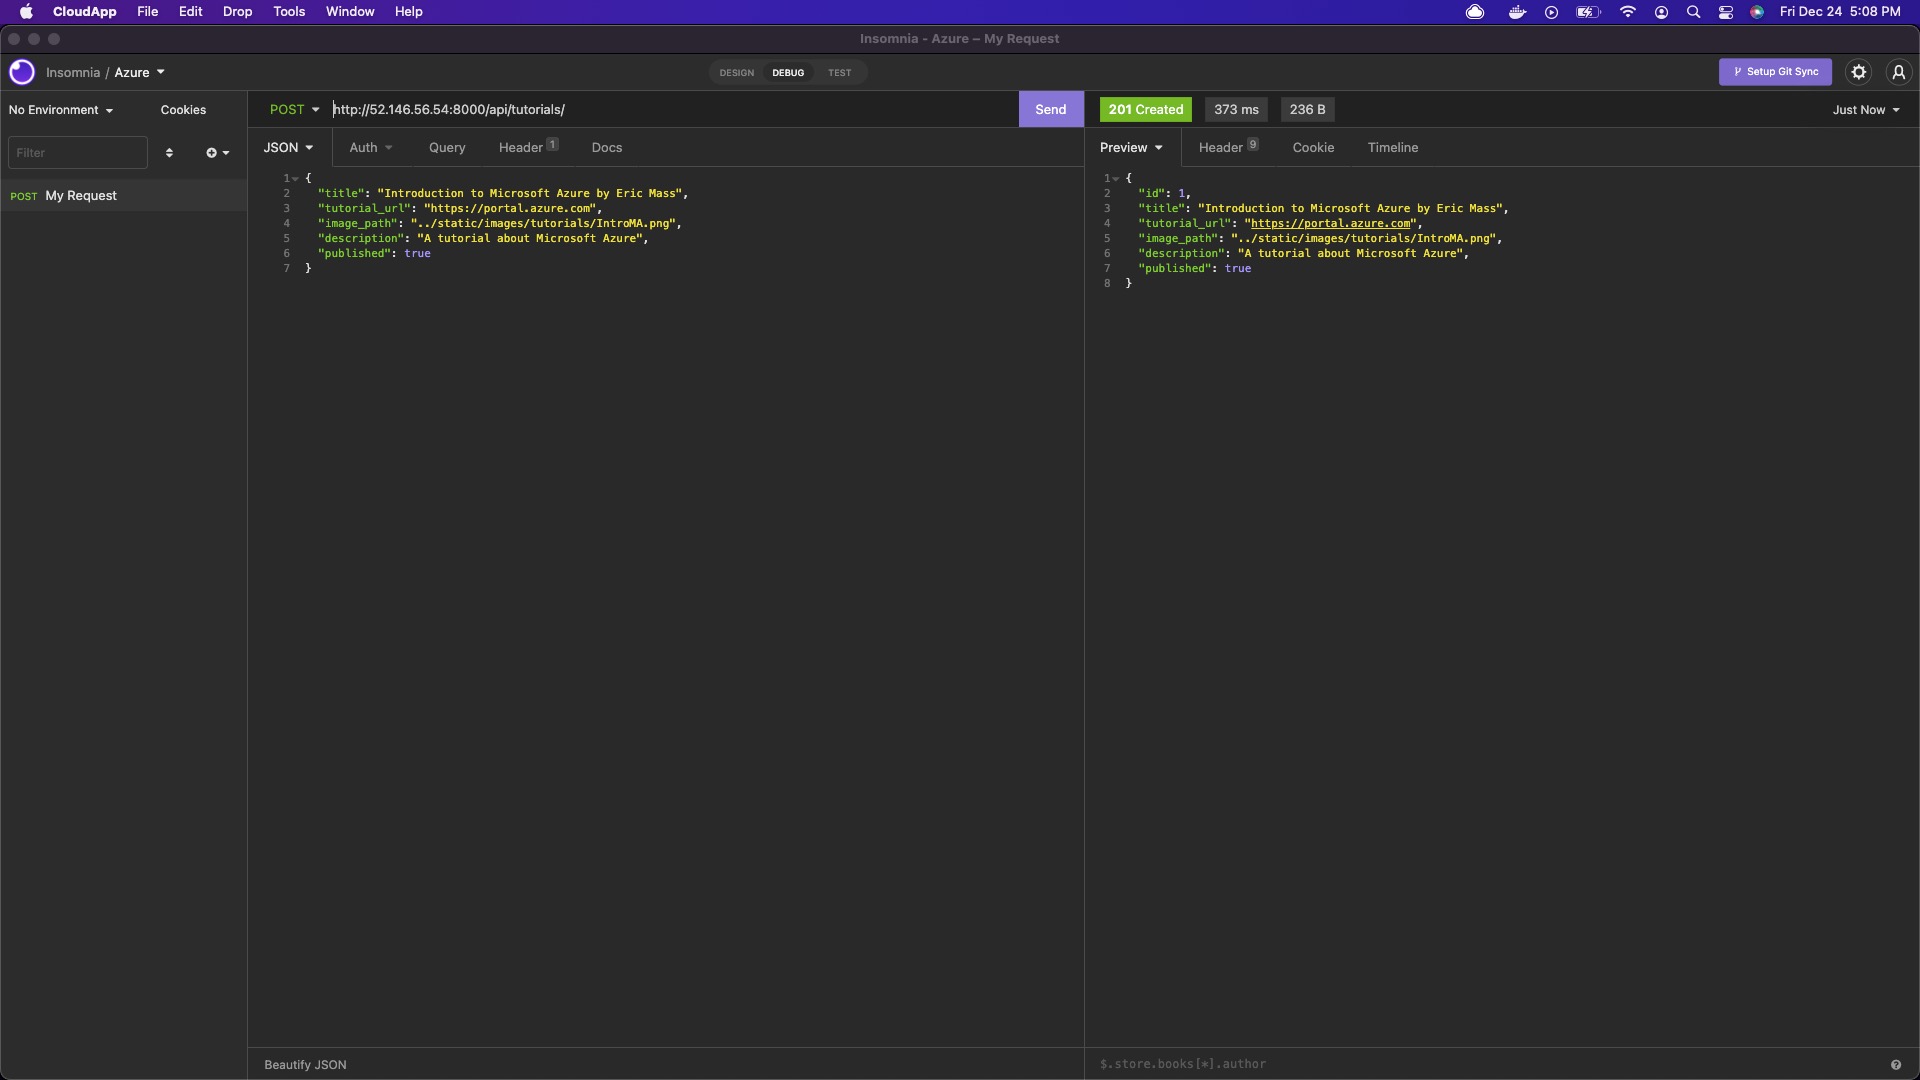 CloudApp File Edit Drop Tools Window Help Fri Dec 24 5:08 PM
Insomnia - Azure – My Request
Insomnia / Azure DESIGN DEBUG TEST Setup Git Sync
No Environment Cookies POST http://52.146.56.54:8000/api/tutorials/ Send 201 Created 373 ms 236 B Just Now
Filter
POST My Request
JSON Auth Query Header 1 Docs
1 {
2 "title": "Introduction to Microsoft Azure by Eric Mass",
3 "tutorial_url": "https://portal.azure.com",
4 "image_path": "../static/images/tutorials/IntroMA.png",
5 "description": "A tutorial about Microsoft Azure",
6 "published": true
7 }
Beautify JSON
Preview Header 9 Cookie Timeline
1 {
2 "id": 1,
3 "title": "Introduction to Microsoft Azure by Eric Mass",
4 "tutorial_url": "https://portal.azure.com",
5 "image_path": "../static/images/tutorials/IntroMA.png",
6 "description": "A tutorial about Microsoft Azure",
7 "published": true
8 }
$.store.books[*].author